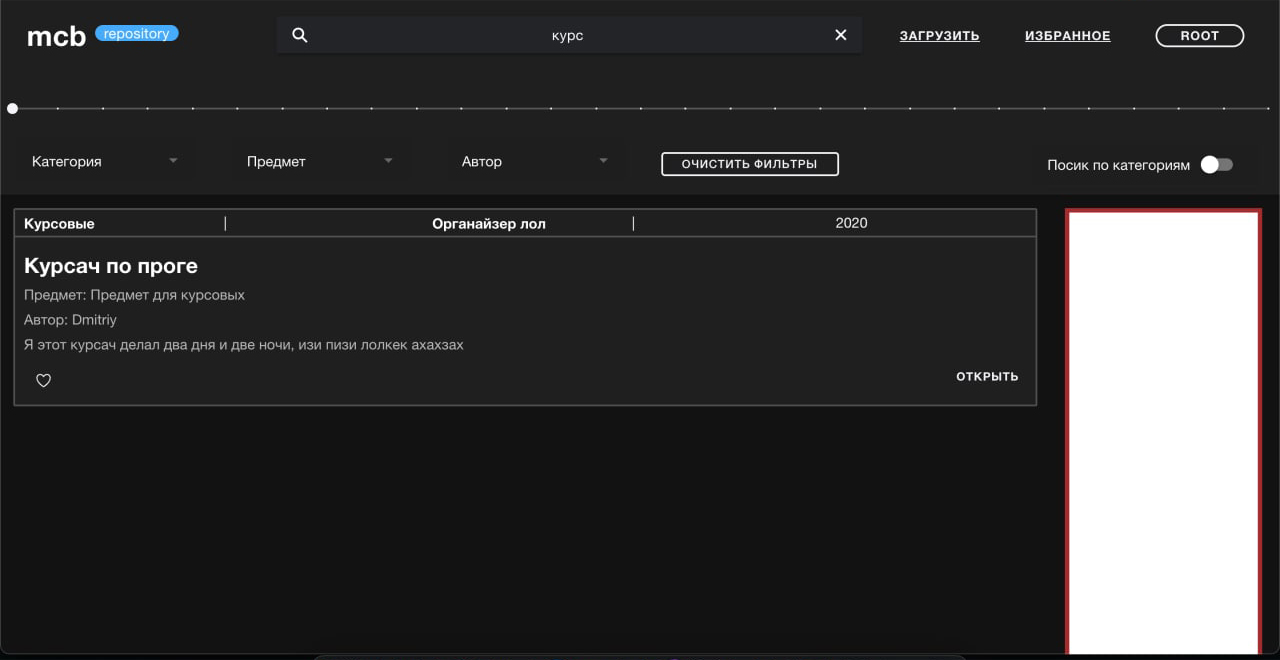 mcb repository
курс
ЗАГРУЗИТЬ
ИЗБРАННОЕ
ROOT
Категория
Предмет
Автор
ОЧИСТИТЬ ФИЛЬТРЫ
Посик по категориям
Курсовые | Органайзер лол | 2020
Курсач по проге
Предмет: Предмет для курсовых
Автор: Dmitriy
Я этот курсач делал два дня и две ночи, изи пизи лолкек ахахзах
ОТКРЫТЬ